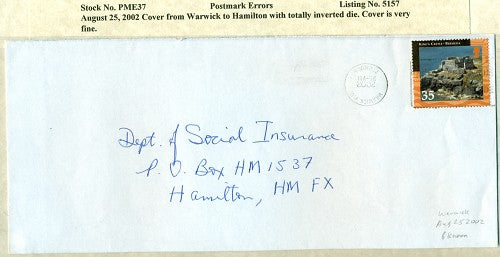 Stock No. PME37 Postmark Errors Listing No. 5157
August 25, 2002 Cover from Warwick to Hamilton with totally inverted die. Cover is very
fine.
KING'S CASTLE - BERMUDA
35
Dept. of Social Insurance
P. O. Box HM 1537
Hamilton, HM FX
Warwick
Aug 25 2002
6 known